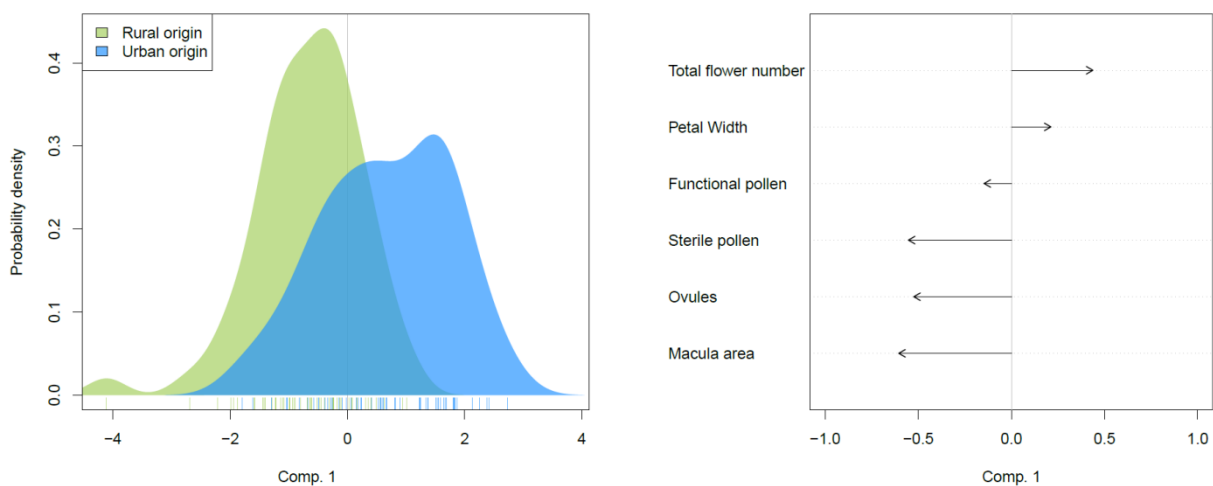 Rural origin
Urban origin
Probability density
0.4
0.3
0.2
0.1
0.0
−4 −2 0 2 4
Comp. 1
Total flower number
Petal Width
Functional pollen
Sterile pollen
Ovules
Macula area
−1.0 −0.5 0.0 0.5 1.0
Comp. 1